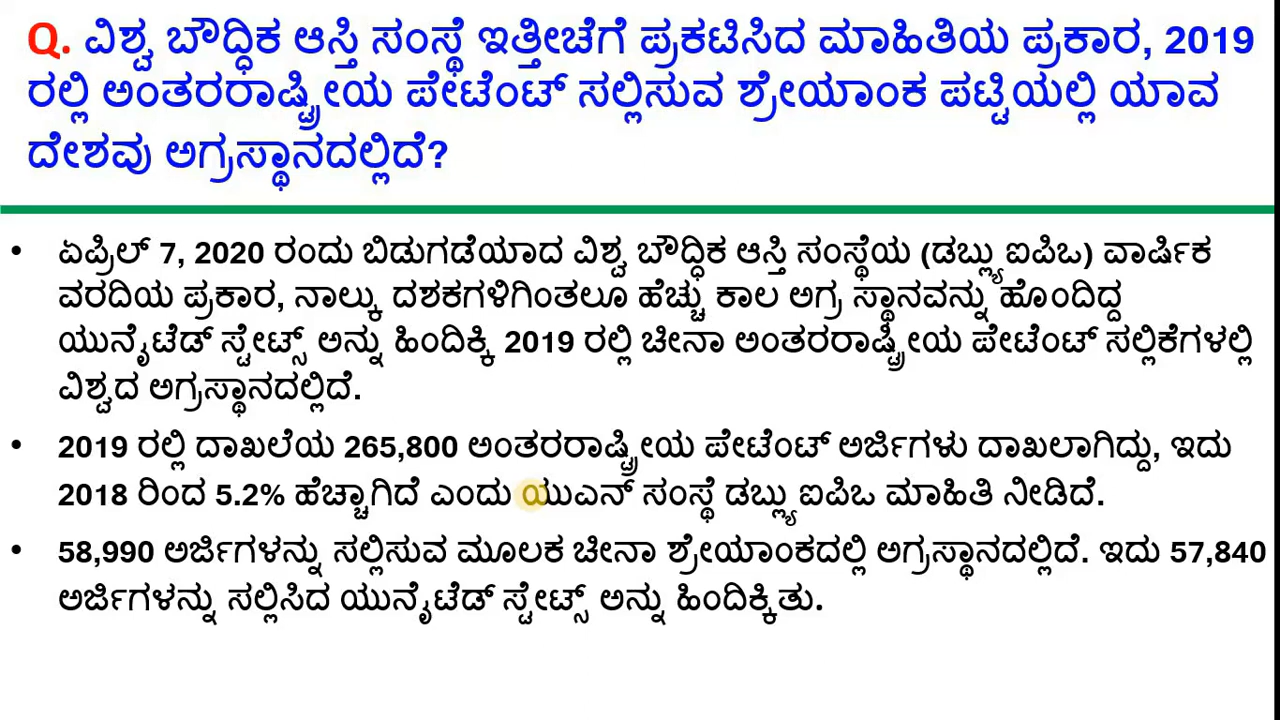 Q. ವಿಶ್ವ ಬೌದ್ಧಿಕ ಆಸ್ತಿ ಸಂಸ್ಥೆ ಇತ್ತೀಚೆಗೆ ಪ್ರಕಟಿಸಿದ ಮಾಹಿತಿಯ ಪ್ರಕಾರ, 2019
ರಲ್ಲಿ ಅಂತರರಾಷ್ಟ್ರೀಯ ಪೇಟೆಂಟ್ ಸಲ್ಲಿಸುವ ಶ್ರೇಯಾಂಕ ಪಟ್ಟಿಯಲ್ಲಿ ಯಾವ
ದೇಶವು ಅಗ್ರಸ್ಥಾನದಲ್ಲಿದೆ?
• ಏಪ್ರಿಲ್ 7, 2020 ರಂದು ಬಿಡುಗಡೆಯಾದ ವಿಶ್ವ ಬೌದ್ಧಿಕ ಆಸ್ತಿ ಸಂಸ್ಥೆಯ (ಡಬ್ಲ್ಯುಐಪಿಒ) ವಾರ್ಷಿಕ
ವರದಿಯ ಪ್ರಕಾರ, ನಾಲ್ಕು ದಶಕಗಳಿಗಿಂತಲೂ ಹೆಚ್ಚು ಕಾಲ ಅಗ್ರ ಸ್ಥಾನವನ್ನು ಹೊಂದಿದ್ದ
ಯುನೈಟೆಡ್ ಸ್ಟೇಟ್ಸ್ ಅನ್ನು ಹಿಂದಿಕ್ಕಿ 2019 ರಲ್ಲಿ ಚೀನಾ ಅಂತರರಾಷ್ಟ್ರೀಯ ಪೇಟೆಂಟ್ ಸಲ್ಲಿಕೆಗಳಲ್ಲಿ
ವಿಶ್ವದ ಅಗ್ರಸ್ಥಾನದಲ್ಲಿದೆ.
• 2019 ರಲ್ಲಿ ದಾಖಲೆಯ 265,800 ಅಂತರರಾಷ್ಟ್ರೀಯ ಪೇಟೆಂಟ್ ಅರ್ಜಿಗಳು ದಾಖಲಾಗಿದ್ದು, ಇದು
2018 ರಿಂದ 5.2% ಹೆಚ್ಚಾಗಿದೆ ಎಂದು ಯುಎನ್ ಸಂಸ್ಥೆ ಡಬ್ಲ್ಯುಐಪಿಒ ಮಾಹಿತಿ ನೀಡಿದೆ.
• 58,990 ಅರ್ಜಿಗಳನ್ನು ಸಲ್ಲಿಸುವ ಮೂಲಕ ಚೀನಾ ಶ್ರೇಯಾಂಕದಲ್ಲಿ ಅಗ್ರಸ್ಥಾನದಲ್ಲಿದೆ. ಇದು 57,840
ಅರ್ಜಿಗಳನ್ನು ಸಲ್ಲಿಸಿದ ಯುನೈಟೆಡ್ ಸ್ಟೇಟ್ಸ್ ಅನ್ನು ಹಿಂದಿಕ್ಕಿತು.